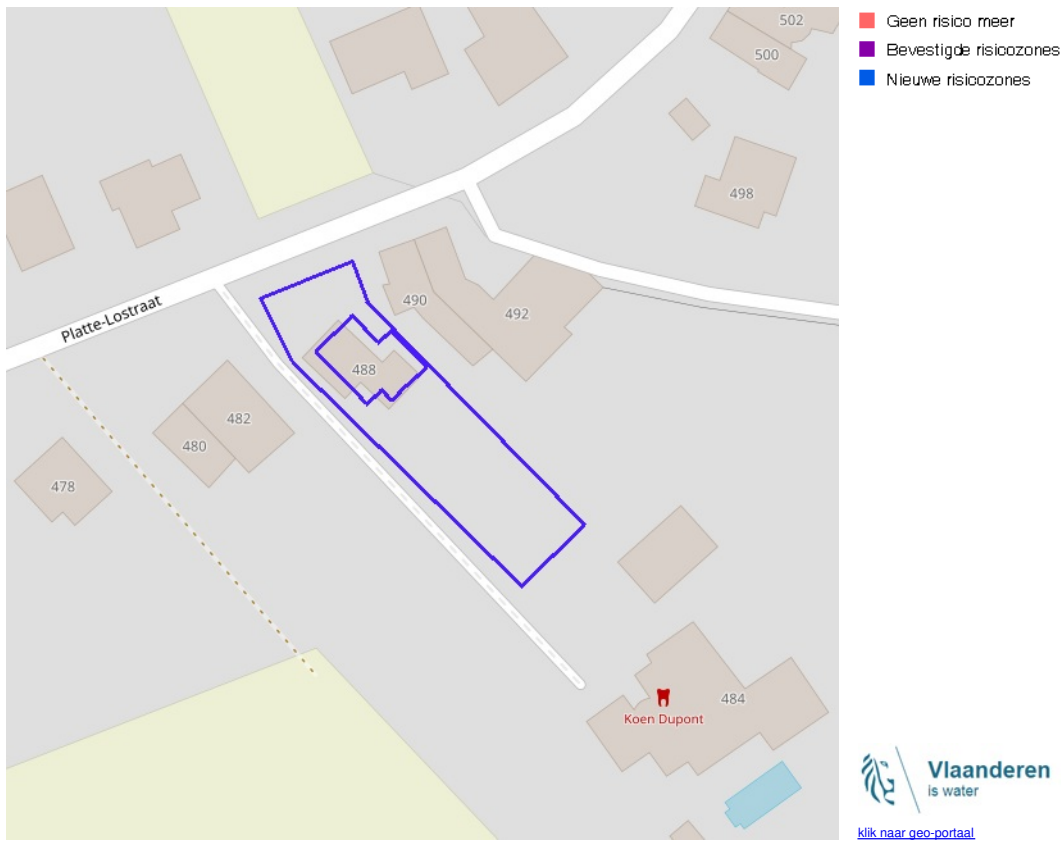 502
500
498
490
492
Platte-Lostraat
488
482
480
478
484
Koen Dupont
Geen risico meer
Bevestigde risicozones
Nieuwe risicozones
Vlaanderen
is water
klik naar geo-portaal